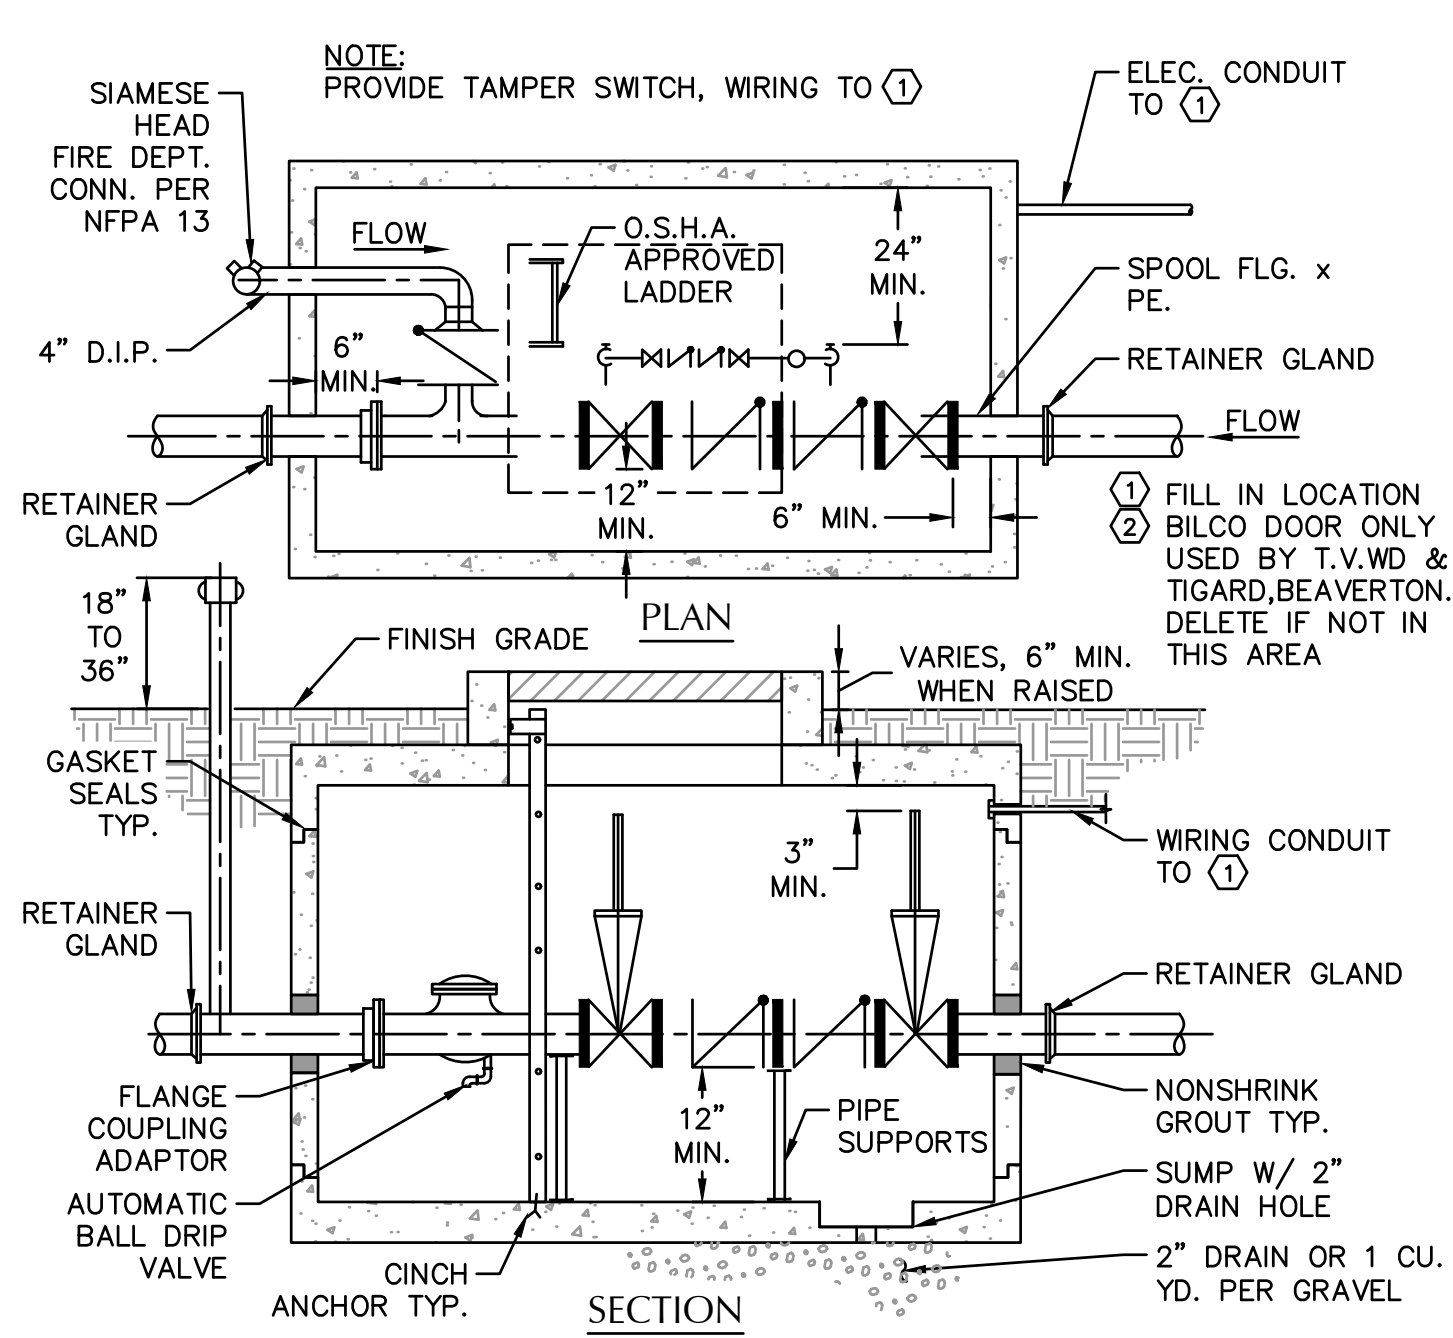 NOTE:
PROVIDE TAMPER SWITCH, WIRING TO 1
SIAMESE
HEAD
FIRE DEPT.
CONN. PER
NFPA 13
ELEC. CONDUIT
TO 1
FLOW
O.S.H.A.
APPROVED
LADDER
24"
MIN.
SPOOL FLG. x
PE.
4" D.I.P.
6"
MIN.
RETAINER GLAND
FLOW
RETAINER
GLAND
12"
MIN.
6" MIN.
1 FILL IN LOCATION
2 BILCO DOOR ONLY
USED BY T.V.WD &
TIGARD,BEAVERTON.
DELETE IF NOT IN
THIS AREA
PLAN
18"
TO
36"
FINISH GRADE
VARIES, 6" MIN.
WHEN RAISED
GASKET
SEALS
TYP.
3"
MIN.
WIRING CONDUIT
TO 1
RETAINER
GLAND
RETAINER GLAND
FLANGE
COUPLING
ADAPTOR
12"
MIN.
PIPE
SUPPORTS
NONSHRINK
GROUT TYP.
AUTOMATIC
BALL DRIP
VALVE
SUMP W/ 2"
DRAIN HOLE
CINCH
ANCHOR TYP.
2" DRAIN OR 1 CU.
YD. PER GRAVEL
SECTION